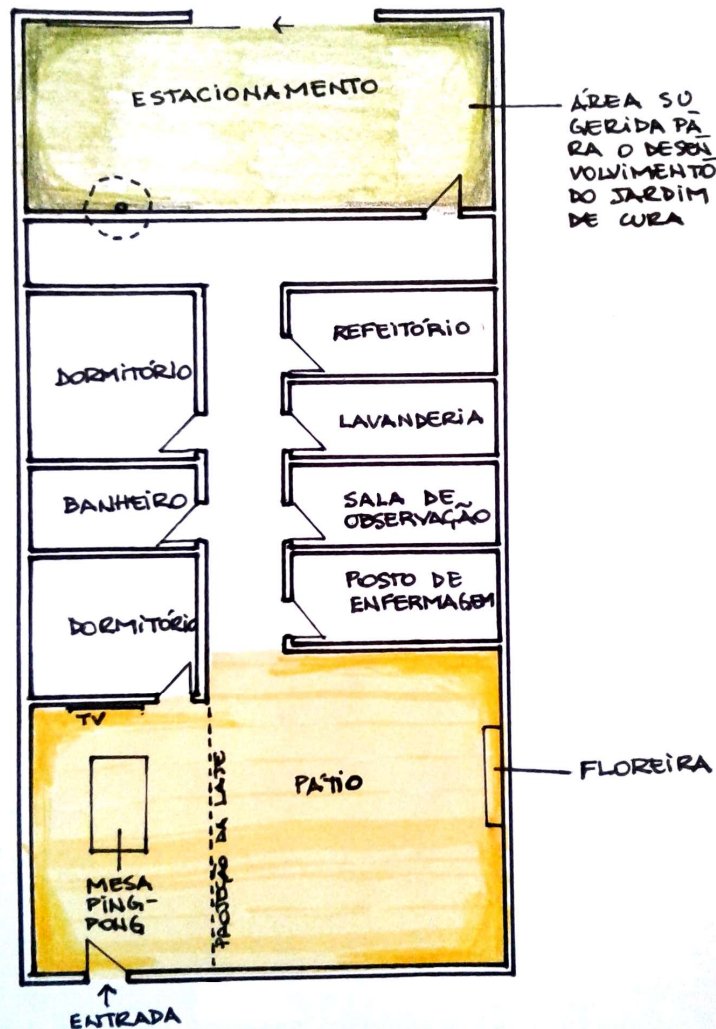 ESTACIONAMENTO
ÁREA SU
GERIDA PA
RA O DESEN
VOLVIMENTO
DO JARDIM
DE CURA
REFEITÓRIO
DORMITÓRIO
LAVANDERIA
BANHEIRO
SALA DE
OBSERVAÇÃO
POSTO DE
ENFERMAGEM
DORMITÓRIO
TV
PÁTIO
FLOREIRA
PROJEÇÃO DA LAJE
MESA
PING-
PONG
ENTRADA